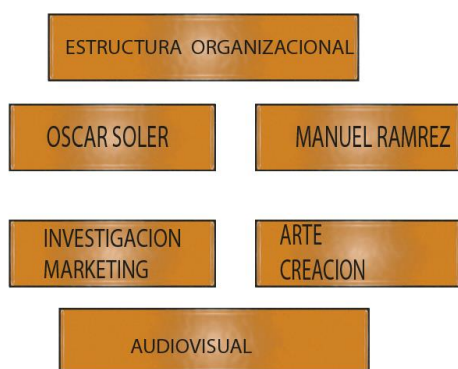 ESTRUCTURA ORGANIZACIONAL
OSCAR SOLER
MANUEL RAMREZ
INVESTIGACION
MARKETING
ARTE
CREACION
AUDIOVISUAL